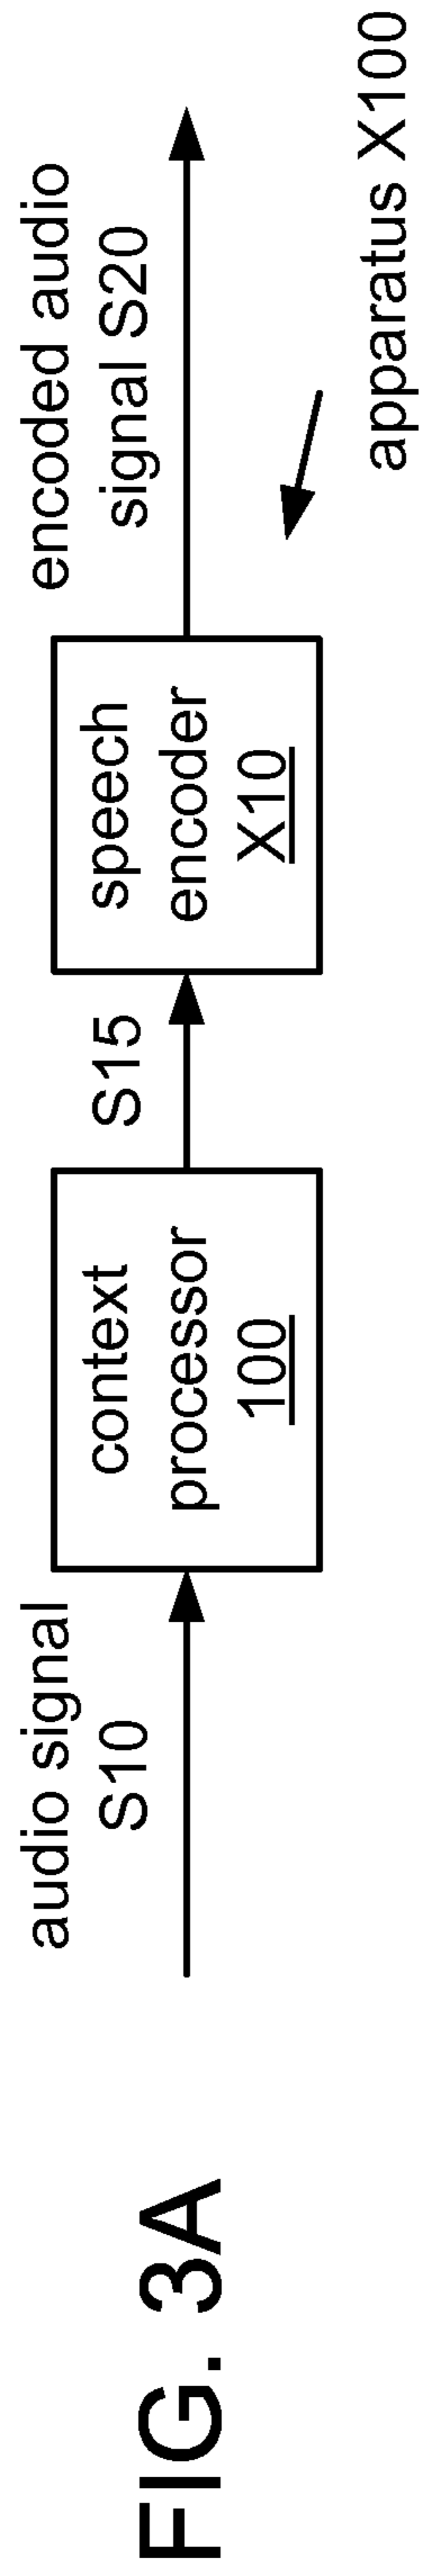 FIG. 3A
audio signal
S10
context
processor
100
S15
speech
encoder
X10
encoded audio
signal S20
apparatus X100